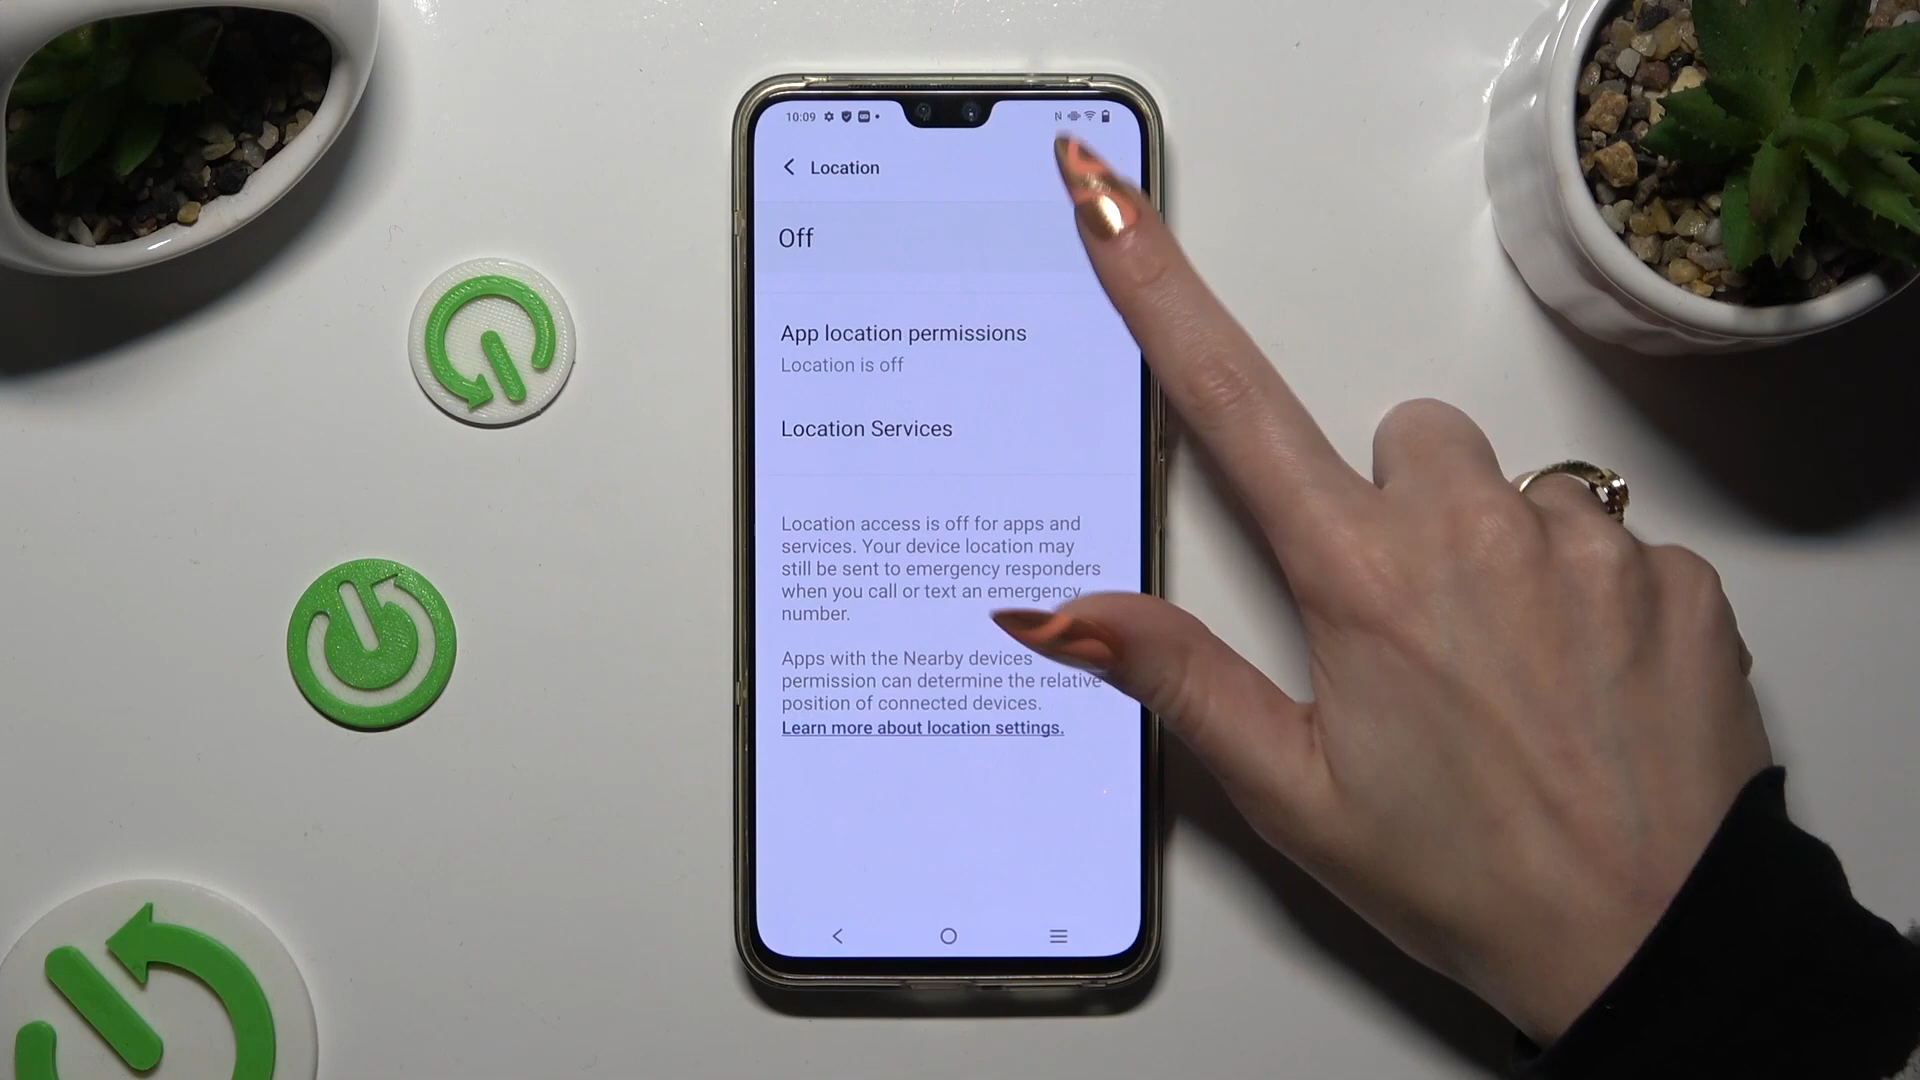 10:09
Location
Off
App location permissions
Location is off
Location Services
Location access is off for apps and
services. Your device location may
still be sent to emergency responders
when you call or text an emergency
number.
Apps with the Nearby devices
permission can determine the relative
position of connected devices.
Learn more about location settings.